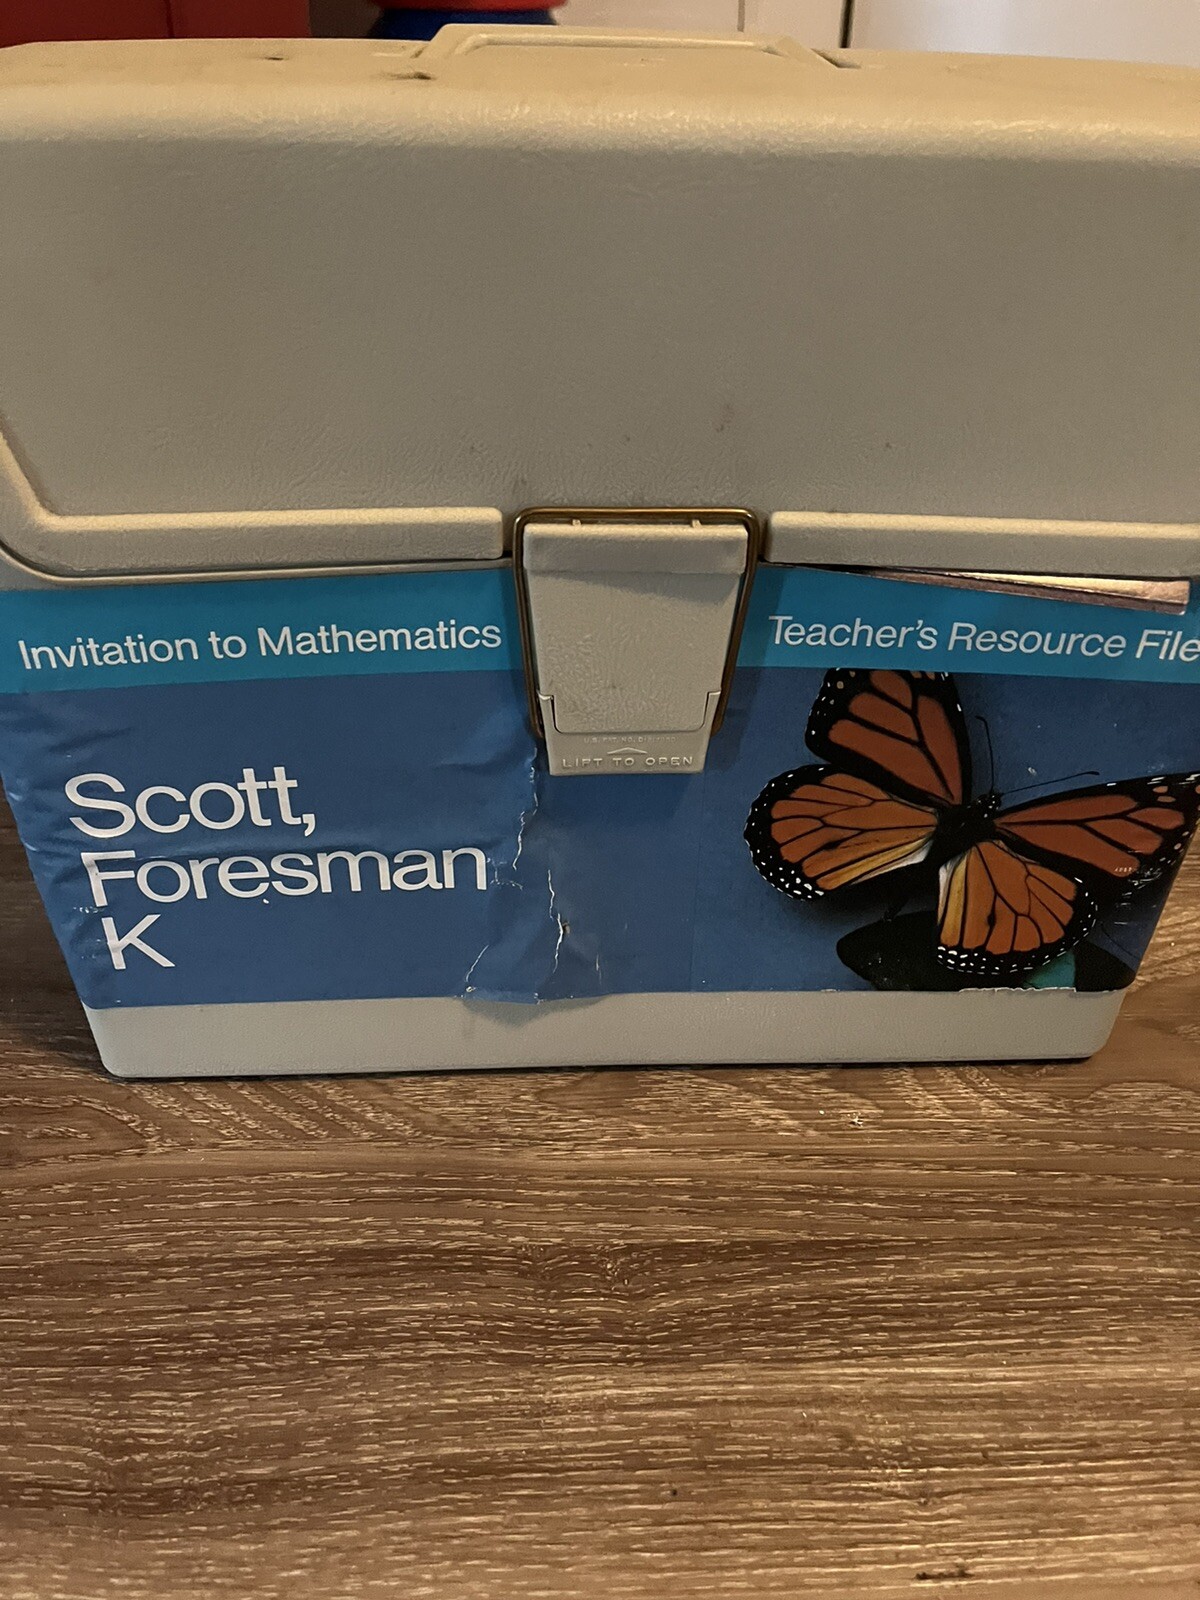 Invitation to Mathematics
Teacher's Resource File
Scott,
Foresman
K
LIFT TO OPEN